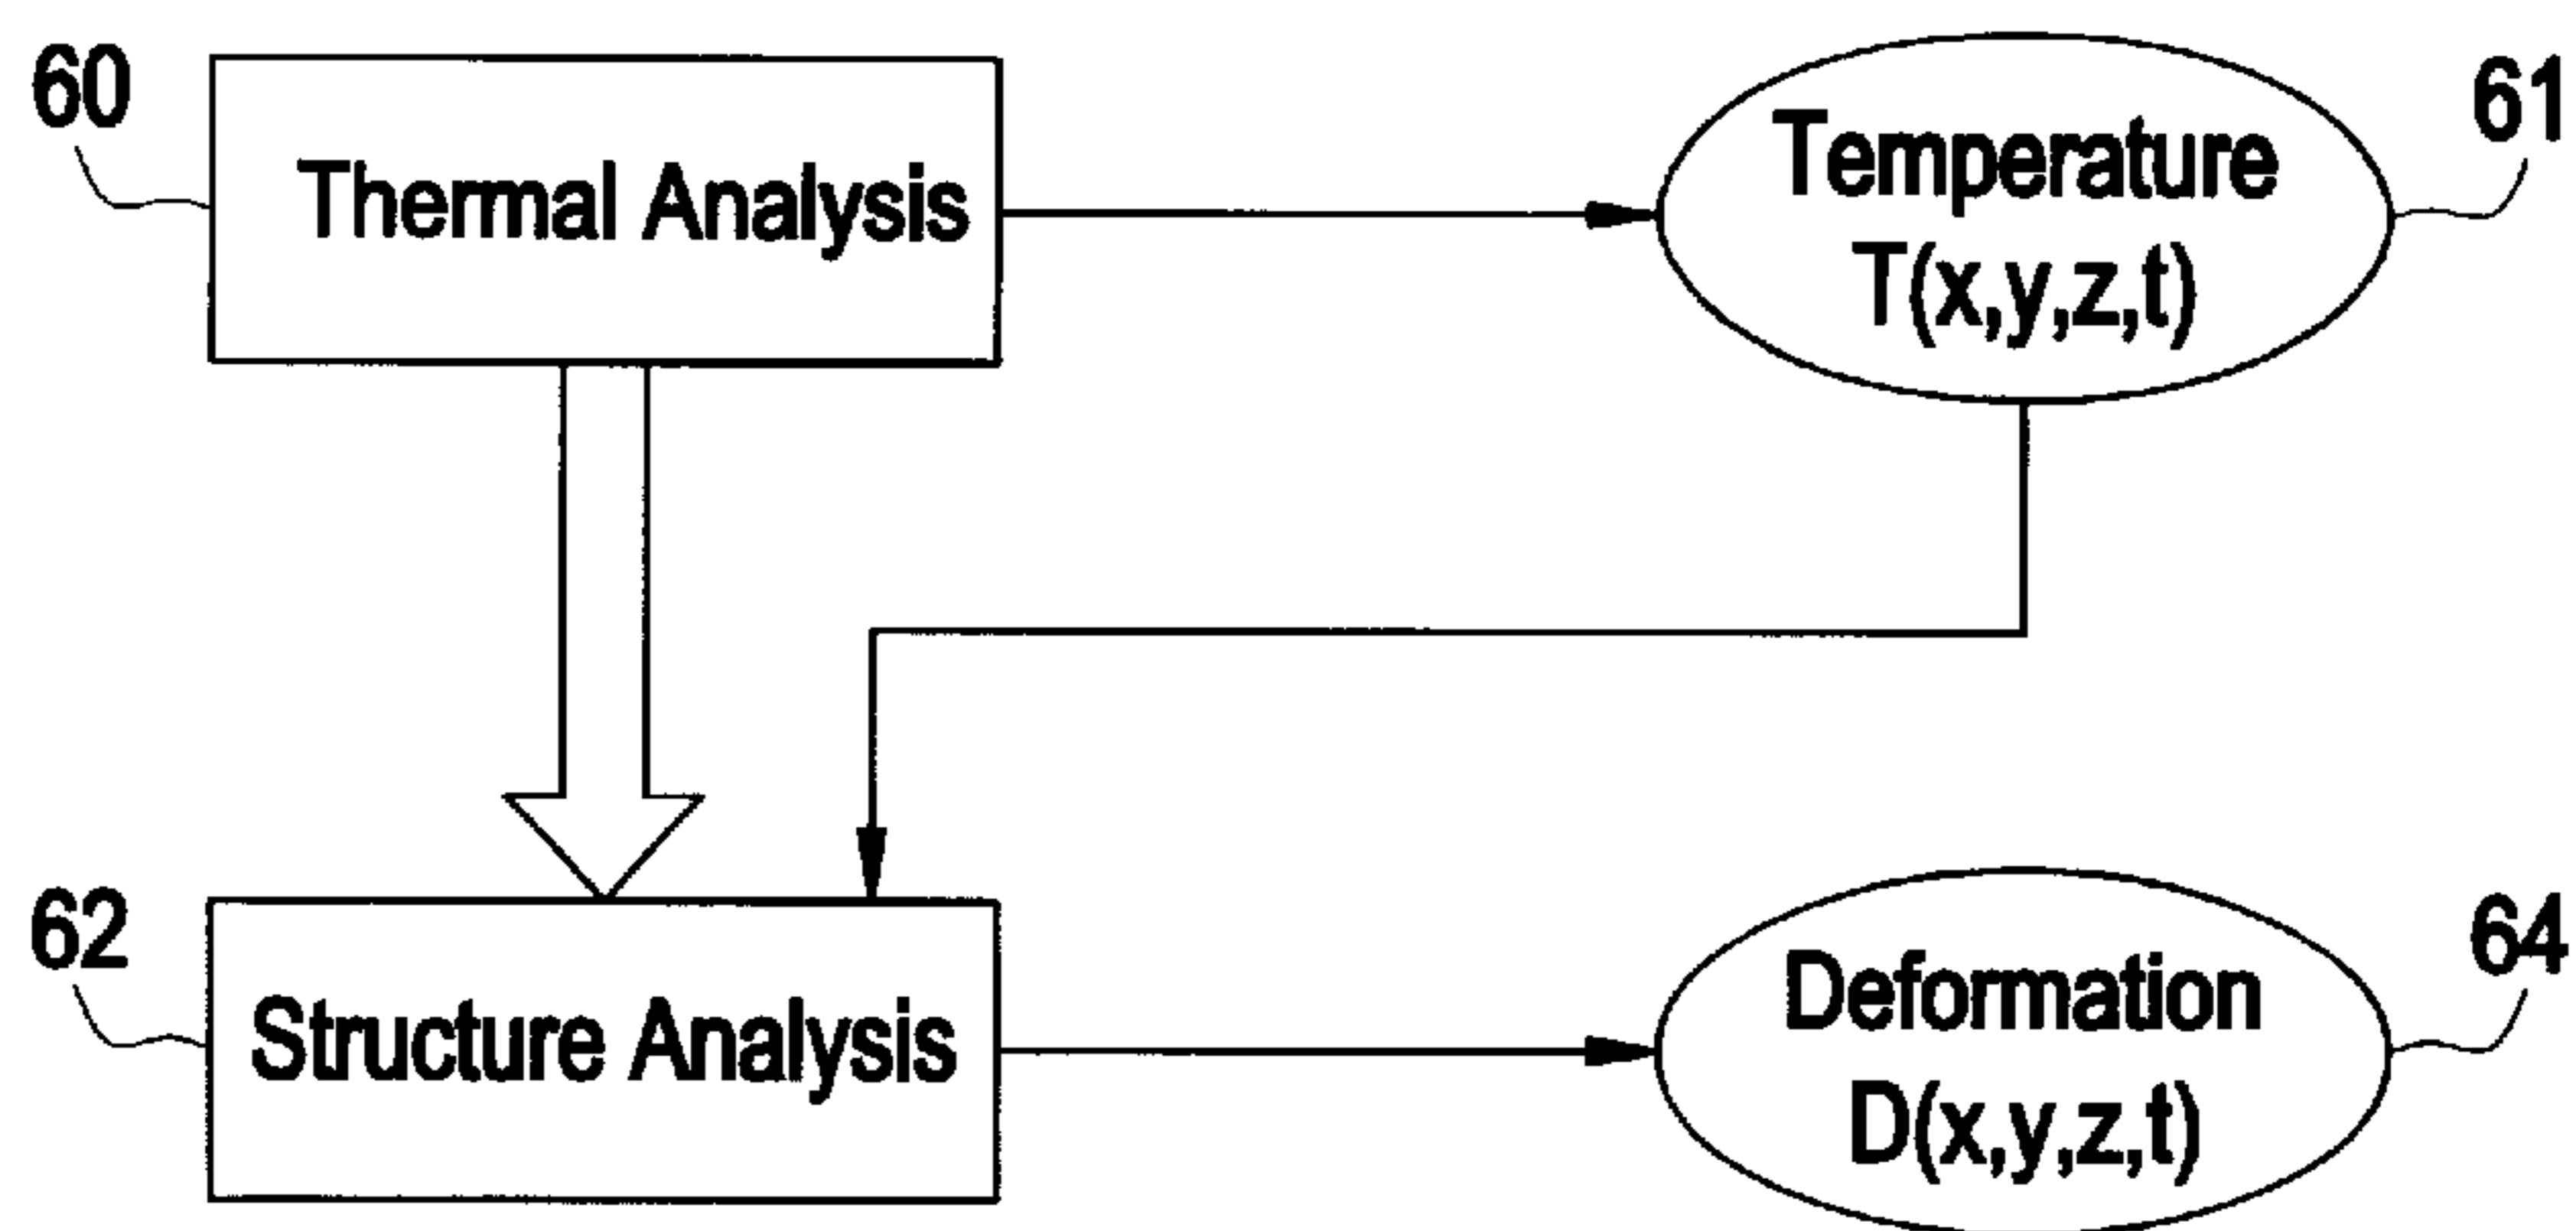 60
Thermal Analysis
Temperature
T(x,y,z,t)
61
62
Structure Analysis
Deformation
D(x,y,z,t)
64